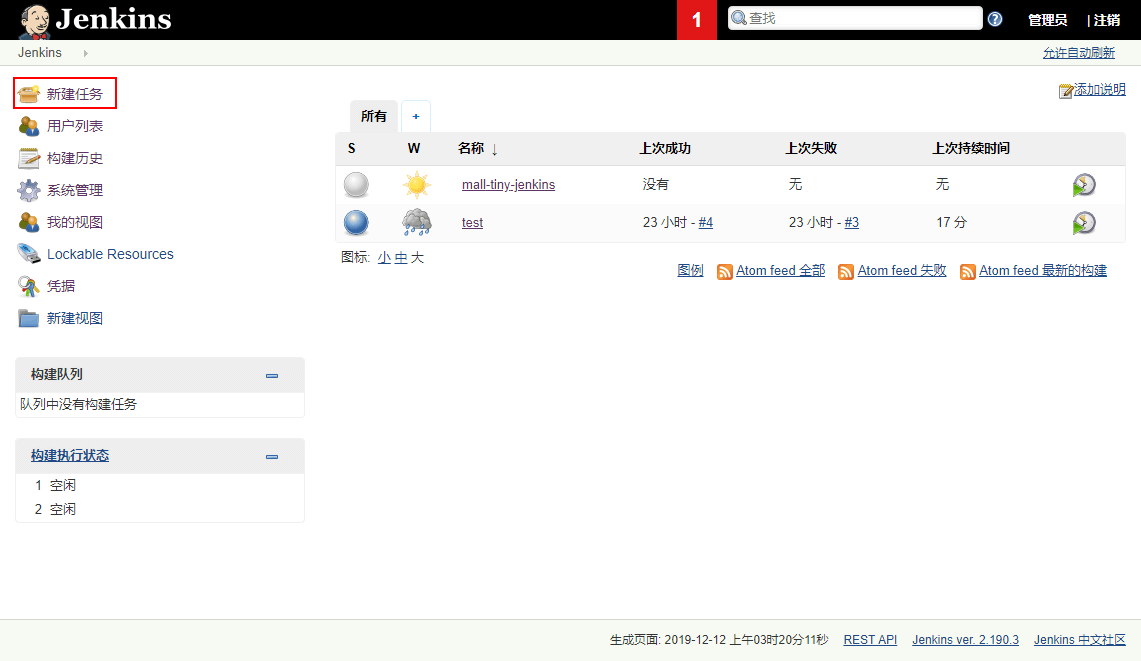 Jenkins
1
查找
管理员
| 注销
Jenkins
允许自动刷新
新建任务
用户列表
构建历史
系统管理
我的视图
Lockable Resources
凭据
新建视图
构建队列
队列中没有构建任务
构建执行状态
1 空闲
2 空闲
添加说明
所有
+
S W 名称 ↓ 上次成功 上次失败 上次持续时间
mall-tiny-jenkins 没有 无 无
test 23 小时 - #4 23 小时 - #3 17 分
图标: 小 中 大
图例 Atom feed 全部 Atom feed 失败 Atom feed 最新的构建
生成页面: 2019-12-12 上午03时20分11秒 REST API Jenkins ver. 2.190.3 Jenkins 中文社区